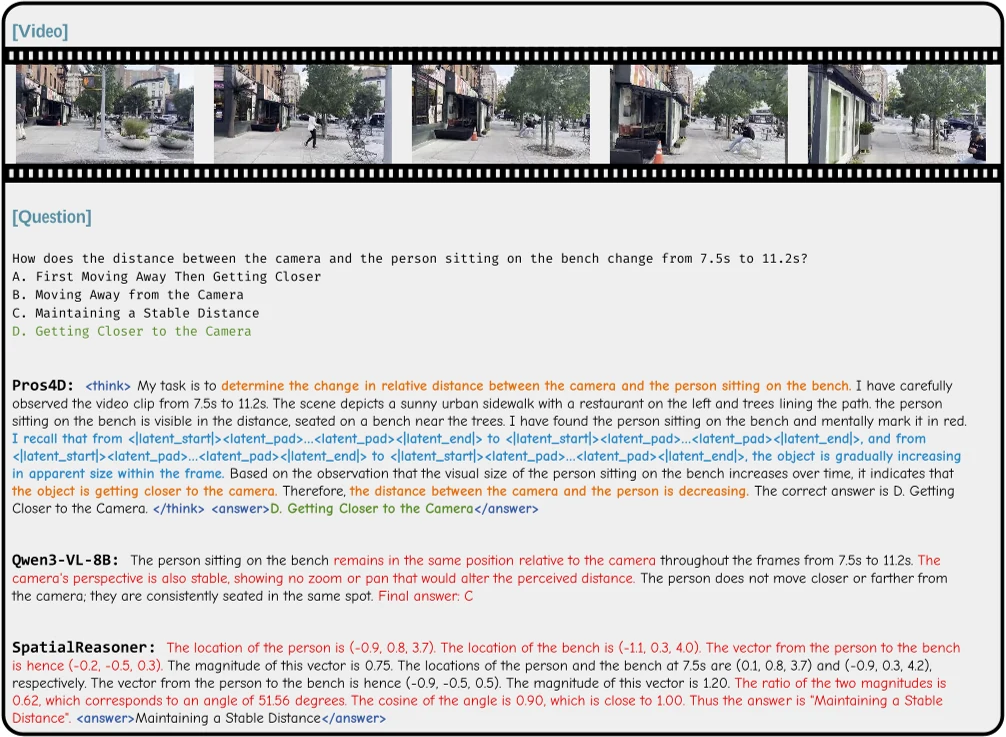 [Video]
[Question]
How does the distance between the camera and the person sitting on the bench change from 7.5s to 11.2s?
A. First Moving Away Then Getting Closer
B. Moving Away from the Camera
C. Maintaining a Stable Distance
D. Getting Closer to the Camera
Pros4D: <think> My task is to determine the change in relative distance between the camera and the person sitting on the bench. I have carefully
observed the video clip from 7.5s to 11.2s. The scene depicts a sunny urban sidewalk with a restaurant on the left and trees lining the path. the person
sitting on the bench is visible in the distance, seated on a bench near the trees. I have found the person sitting on the bench and mentally mark it in red.
I recall that from <|latent_start|><latent_pad>...<latent_pad><|latent_end|> to <|latent_start|><latent_pad>...<latent_pad><|latent_end|>, and from
<|latent_start|><latent_pad>...<latent_pad><|latent_end|> to <|latent_start|><latent_pad>...<latent_pad><|latent_end|>, the object is gradually increasing
in apparent size within the frame. Based on the observation that the visual size of the person sitting on the bench increases over time, it indicates that
the object is getting closer to the camera. Therefore, the distance between the camera and the person is decreasing. The correct answer is D. Getting
Closer to the Camera. </think> <answer>D. Getting Closer to the Camera</answer>
Qwen3-VL-8B: The person sitting on the bench remains in the same position relative to the camera throughout the frames from 7.5s to 11.2s. The
camera's perspective is also stable, showing no zoom or pan that would alter the perceived distance. The person does not move closer or farther from
the camera; they are consistently seated in the same spot. Final answer: C
SpatialReasoner: The location of the person is (-0.9, 0.8, 3.7). The location of the bench is (-1.1, 0.3, 4.0). The vector from the person to the bench
is hence (-0.2, -0.5, 0.3). The magnitude of this vector is 0.75. The locations of the person and the bench at 7.5s are (0.1, 0.8, 3.7) and (-0.9, 0.3, 4.2),
respectively. The vector from the person to the bench is hence (-0.9, -0.5, 0.5). The magnitude of this vector is 1.20. The ratio of the two magnitudes is
0.62, which corresponds to an angle of 51.56 degrees. The cosine of the angle is 0.90, which is close to 1.00. Thus the answer is "Maintaining a Stable
Distance". <answer>Maintaining a Stable Distance</answer>